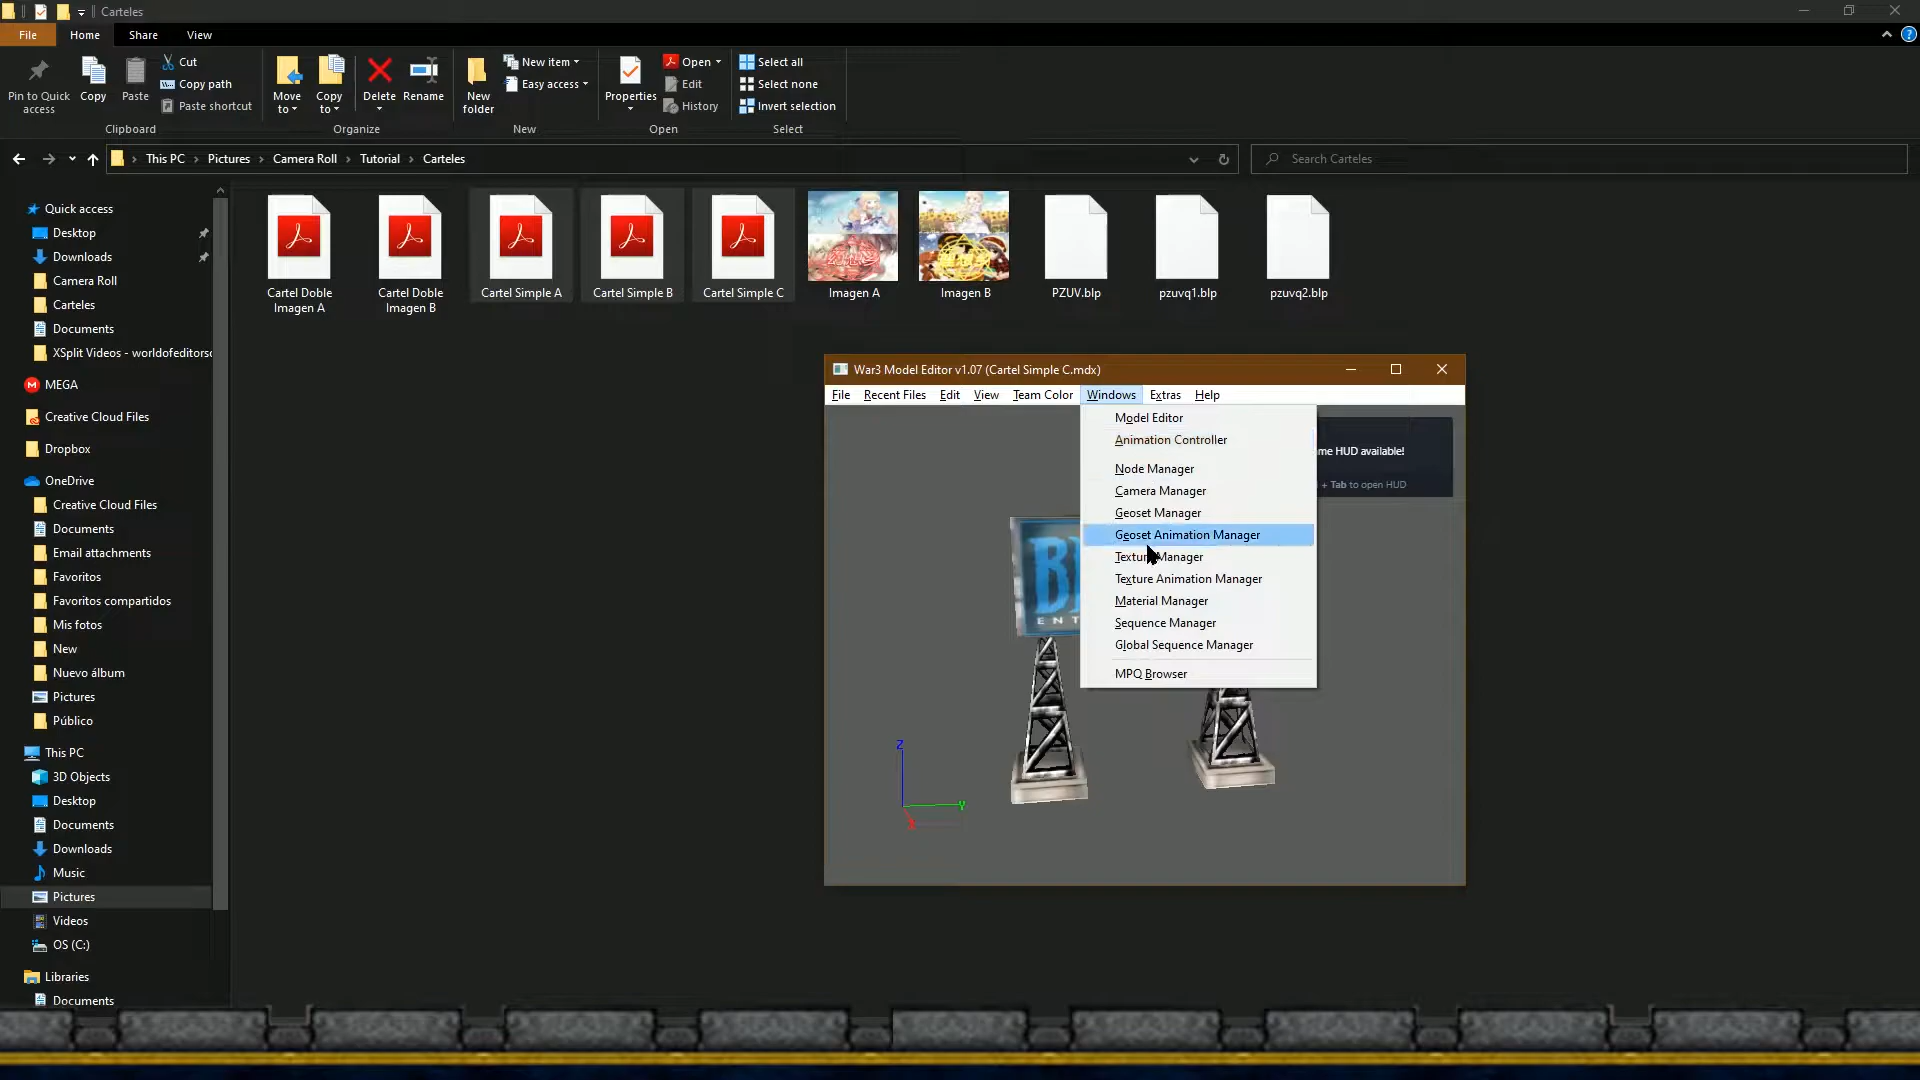 Carteles
File
Home
Share
View
Pin to Quick access
Copy
Paste
Cut
Copy path
Paste shortcut
Clipboard
Move to
Copy to
Delete
Rename
Organize
New folder
New item
Easy access
New
Properties
Open
Edit
History
Open
Select all
Select none
Invert selection
Select
This PC
Pictures
Camera Roll
Tutorial
Carteles
Search Carteles
Quick access
Desktop
Downloads
Camera Roll
Carteles
Documents
XSplit Videos - worldofeditors
MEGA
Creative Cloud Files
Dropbox
OneDrive
Creative Cloud Files
Documents
Email attachments
Favoritos
Favoritos compartidos
Mis fotos
New
Nuevo álbum
Pictures
Público
This PC
3D Objects
Desktop
Documents
Downloads
Music
Pictures
Videos
OS (C:)
Libraries
Documents
Cartel Doble
Imagen A
Cartel Doble
Imagen B
Cartel Simple A
Cartel Simple B
Cartel Simple C
Imagen A
Imagen B
PZUV.blp
pzuvq1.blp
pzuvq2.blp
War3 Model Editor v1.07 (Cartel Simple C.mdx)
File
Recent Files
Edit
View
Team Color
Windows
Extras
Help
Model Editor
Animation Controller
Node Manager
Camera Manager
Geoset Manager
Geoset Animation Manager
Texture Manager
Texture Animation Manager
Material Manager
Sequence Manager
Global Sequence Manager
MPQ Browser
me HUD available!
+ Tab to open HUD
ENT
Z
Y
X